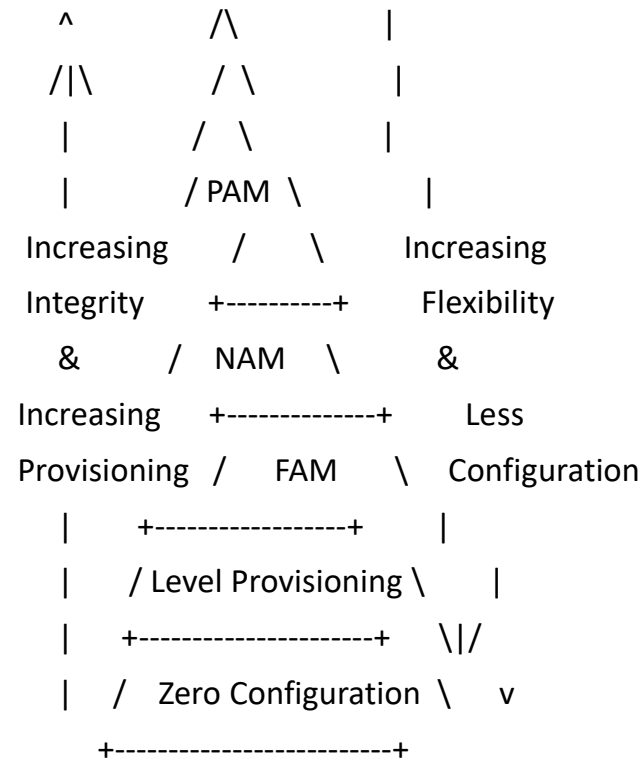 ^ /\ |
/|\ / \ |
| / \ |
| / PAM \ |
Increasing / \ Increasing
Integrity +----------+ Flexibility
& / NAM \ &
Increasing +--------------+ Less
Provisioning / FAM \ Configuration
| +------------------+ |
| / Level Provisioning \ |
| +----------------------+ \|/
| / Zero Configuration \ v
+--------------------------+